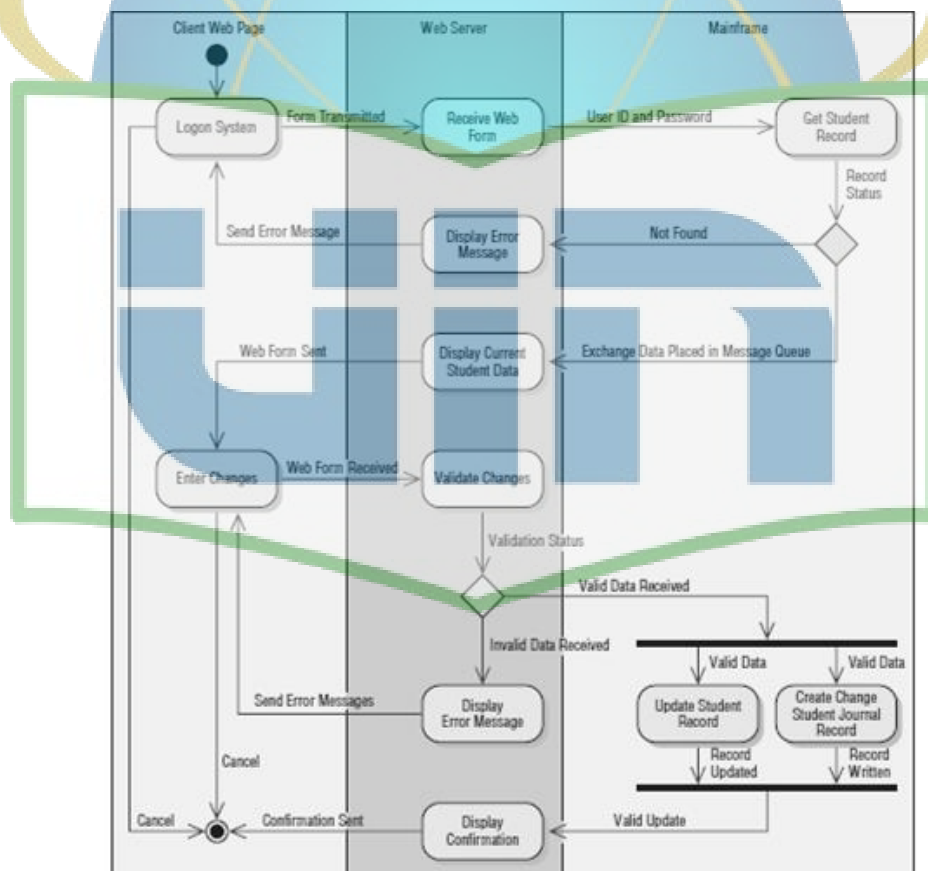 Client Web Page
Web Server
Mainframe
Logon System
Form Transmitted
Receive Web
Form
User ID and Password
Get Student
Record
Record
Status
Send Error Message
Display Error
Message
Not Found
Web Form Sent
Display Current
Student Data
Exchange Data Placed in Message Queue
Enter Changes
Web Form Received
Validate Changes
Validation Status
Valid Data Received
Invalid Data Received
Valid Data
Valid Data
Send Error Messages
Display
Error Message
Update Student
Record
Create Change
Student Journal
Record
Record
Updated
Record
Written
Cancel
Cancel
Confirmation Sent
Display
Confirmation
Valid Update
uin